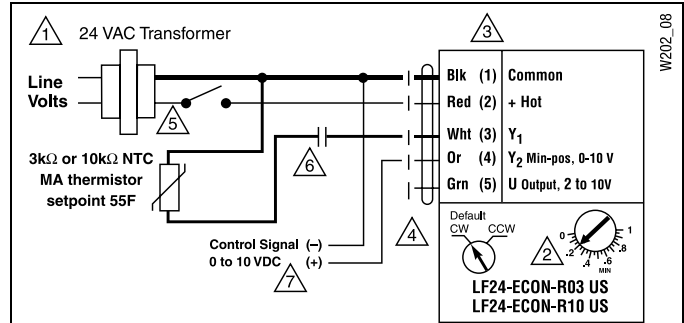 1 24 VAC Transformer
3
W202_08
Line
Volts
5
Blk (1) Common
Red (2) + Hot
Wht (3) Y1
Or (4) Y2 Min-pos, 0-10 V
Grn (5) U Output, 2 to 10V
6
3kΩ or 10kΩ NTC
MA thermistor
setpoint 55F
4
Control Signal (–)
0 to 10 VDC (+)
7
Default
CW CCW
2
0 .2 .4 .6 .8 1
MIN
LF24-ECON-R03 US
LF24-ECON-R10 US